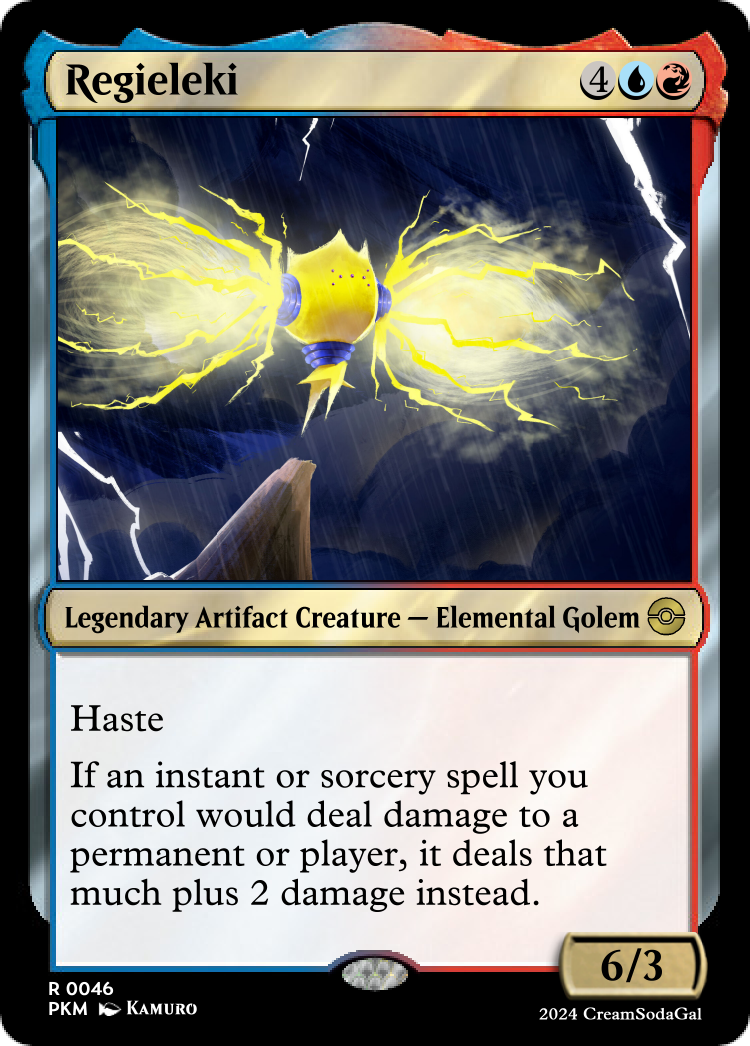 Regieleki 4
Legendary Artifact Creature — Elemental Golem
Haste
If an instant or sorcery spell you
control would deal damage to a
permanent or player, it deals that
much plus 2 damage instead.
6/3
R 0046
PKM KAMURO
2024 CreamSodaGal